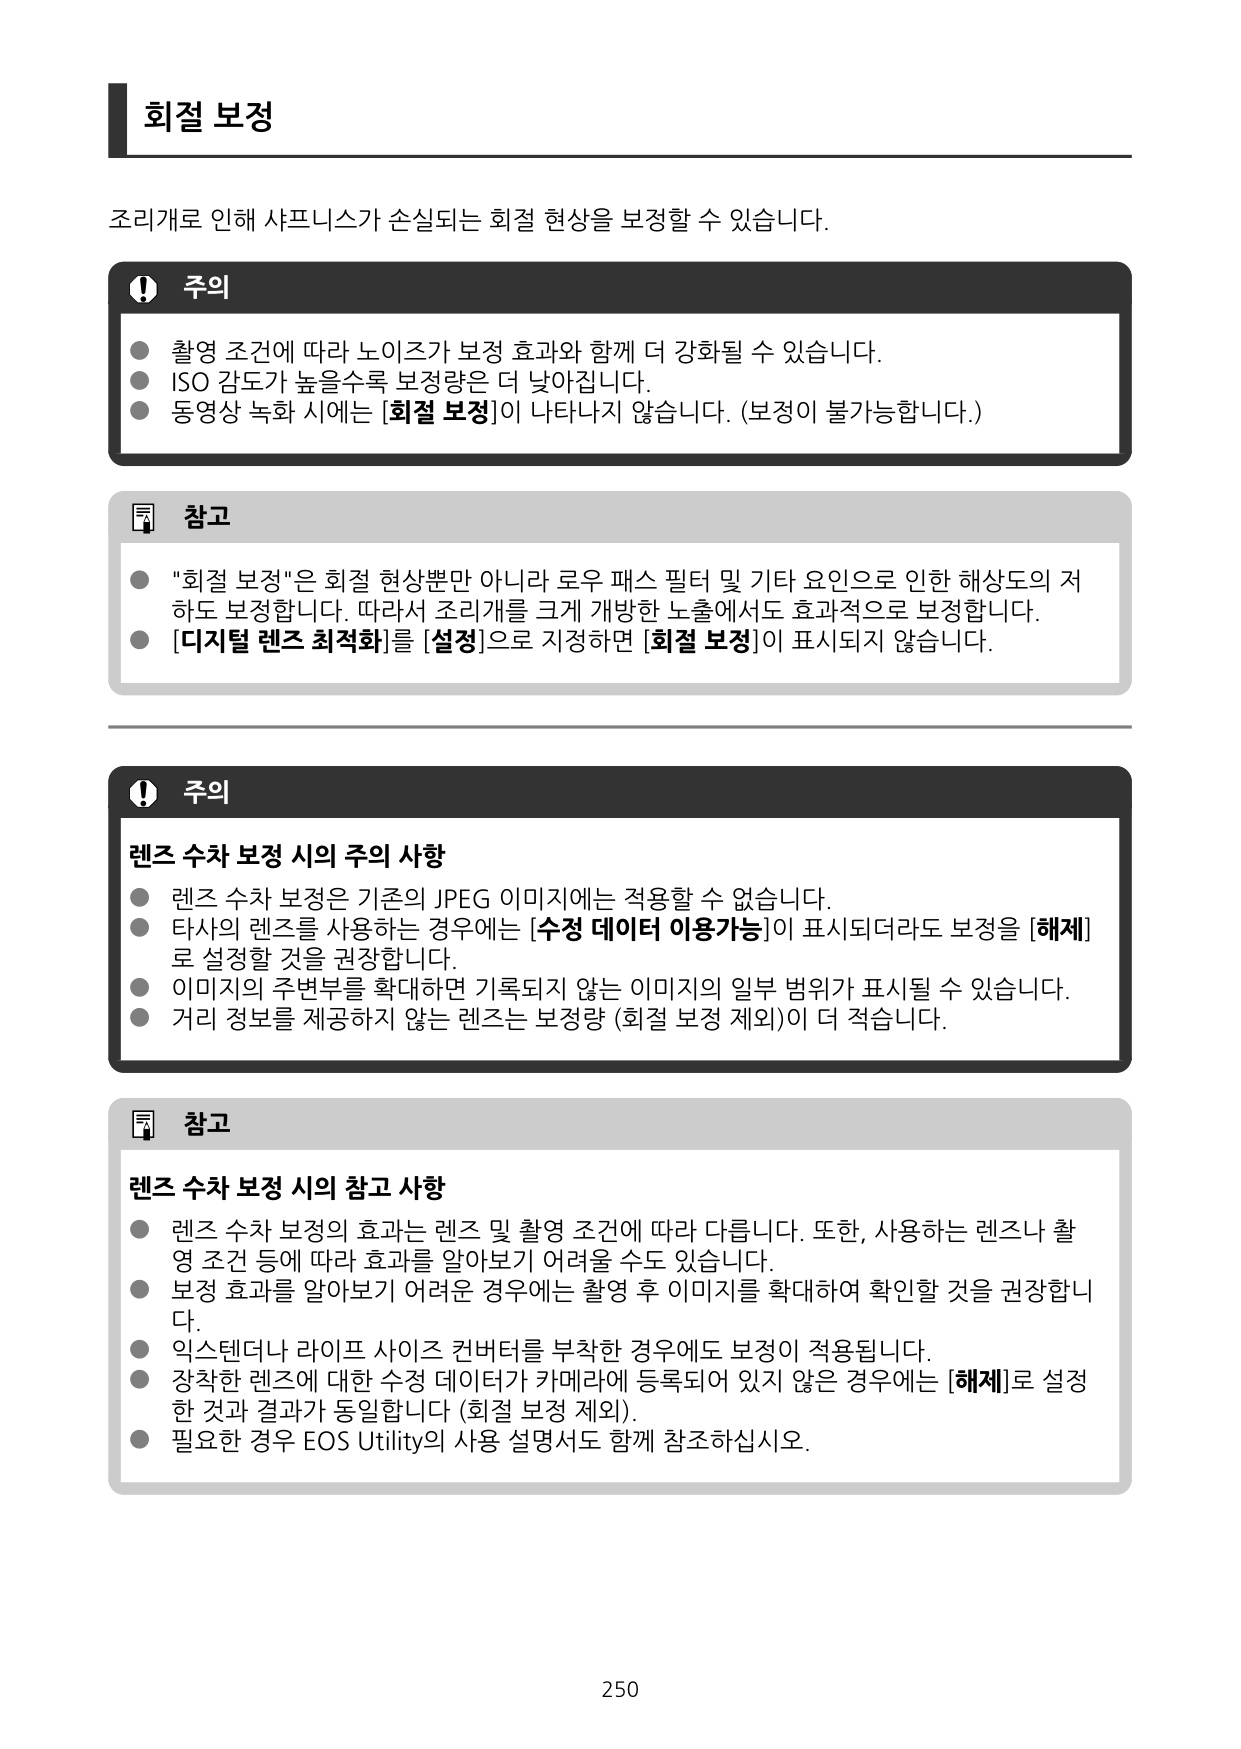 회절 보정
조리개로 인해 샤프니스가 손실되는 회절 현상을 보정할 수 있습니다.
주의
● 촬영 조건에 따라 노이즈가 보정 효과와 함께 더 강화될 수 있습니다.
● ISO 감도가 높을수록 보정량은 더 낮아집니다.
● 동영상 녹화 시에는 [회절 보정]이 나타나지 않습니다. (보정이 불가능합니다.)
참고
● "회절 보정"은 회절 현상뿐만 아니라 로우 패스 필터 및 기타 요인으로 인한 해상도의 저
하도 보정합니다. 따라서 조리개를 크게 개방한 노출에서도 효과적으로 보정합니다.
● [디지털 렌즈 최적화]를 [설정]으로 지정하면 [회절 보정]이 표시되지 않습니다.
주의
렌즈 수차 보정 시의 주의 사항
● 렌즈 수차 보정은 기존의 JPEG 이미지에는 적용할 수 없습니다.
● 타사의 렌즈를 사용하는 경우에는 [수정 데이터 이용가능]이 표시되더라도 보정을 [해제]
로 설정할 것을 권장합니다.
● 이미지의 주변부를 확대하면 기록되지 않는 이미지의 일부 범위가 표시될 수 있습니다.
● 거리 정보를 제공하지 않는 렌즈는 보정량 (회절 보정 제외)이 더 적습니다.
참고
렌즈 수차 보정 시의 참고 사항
● 렌즈 수차 보정의 효과는 렌즈 및 촬영 조건에 따라 다릅니다. 또한, 사용하는 렌즈나 촬
영 조건 등에 따라 효과를 알아보기 어려울 수도 있습니다.
● 보정 효과를 알아보기 어려운 경우에는 촬영 후 이미지를 확대하여 확인할 것을 권장합니
다.
● 익스텐더나 라이프 사이즈 컨버터를 부착한 경우에도 보정이 적용됩니다.
● 장착한 렌즈에 대한 수정 데이터가 카메라에 등록되어 있지 않은 경우에는 [해제]로 설정
한 것과 결과가 동일합니다 (회절 보정 제외).
● 필요한 경우 EOS Utility의 사용 설명서도 함께 참조하십시오.
250